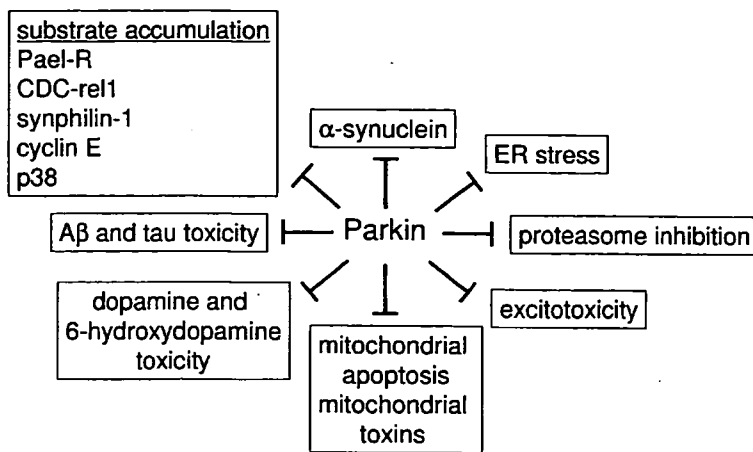 substrate accumulation
Pael-R
CDC-rel1
synphilin-1
cyclin E
p38
α-synuclein
ER stress
Aβ and tau toxicity
Parkin
proteasome inhibition
dopamine and
6-hydroxydopamine
toxicity
mitochondrial
apoptosis
mitochondrial
toxins
excitotoxicity